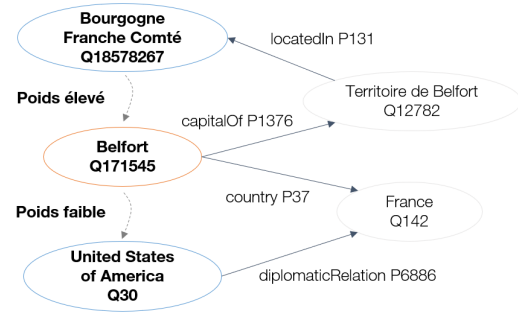 Bourgogne
Franche Comté
Q18578267
locatedIn P131
Territoire de Belfort
Q12782
Poids élevé
capitalOf P1376
Belfort
Q171545
country P37
France
Q142
Poids faible
United States
of America
Q30
diplomaticRelation P6886